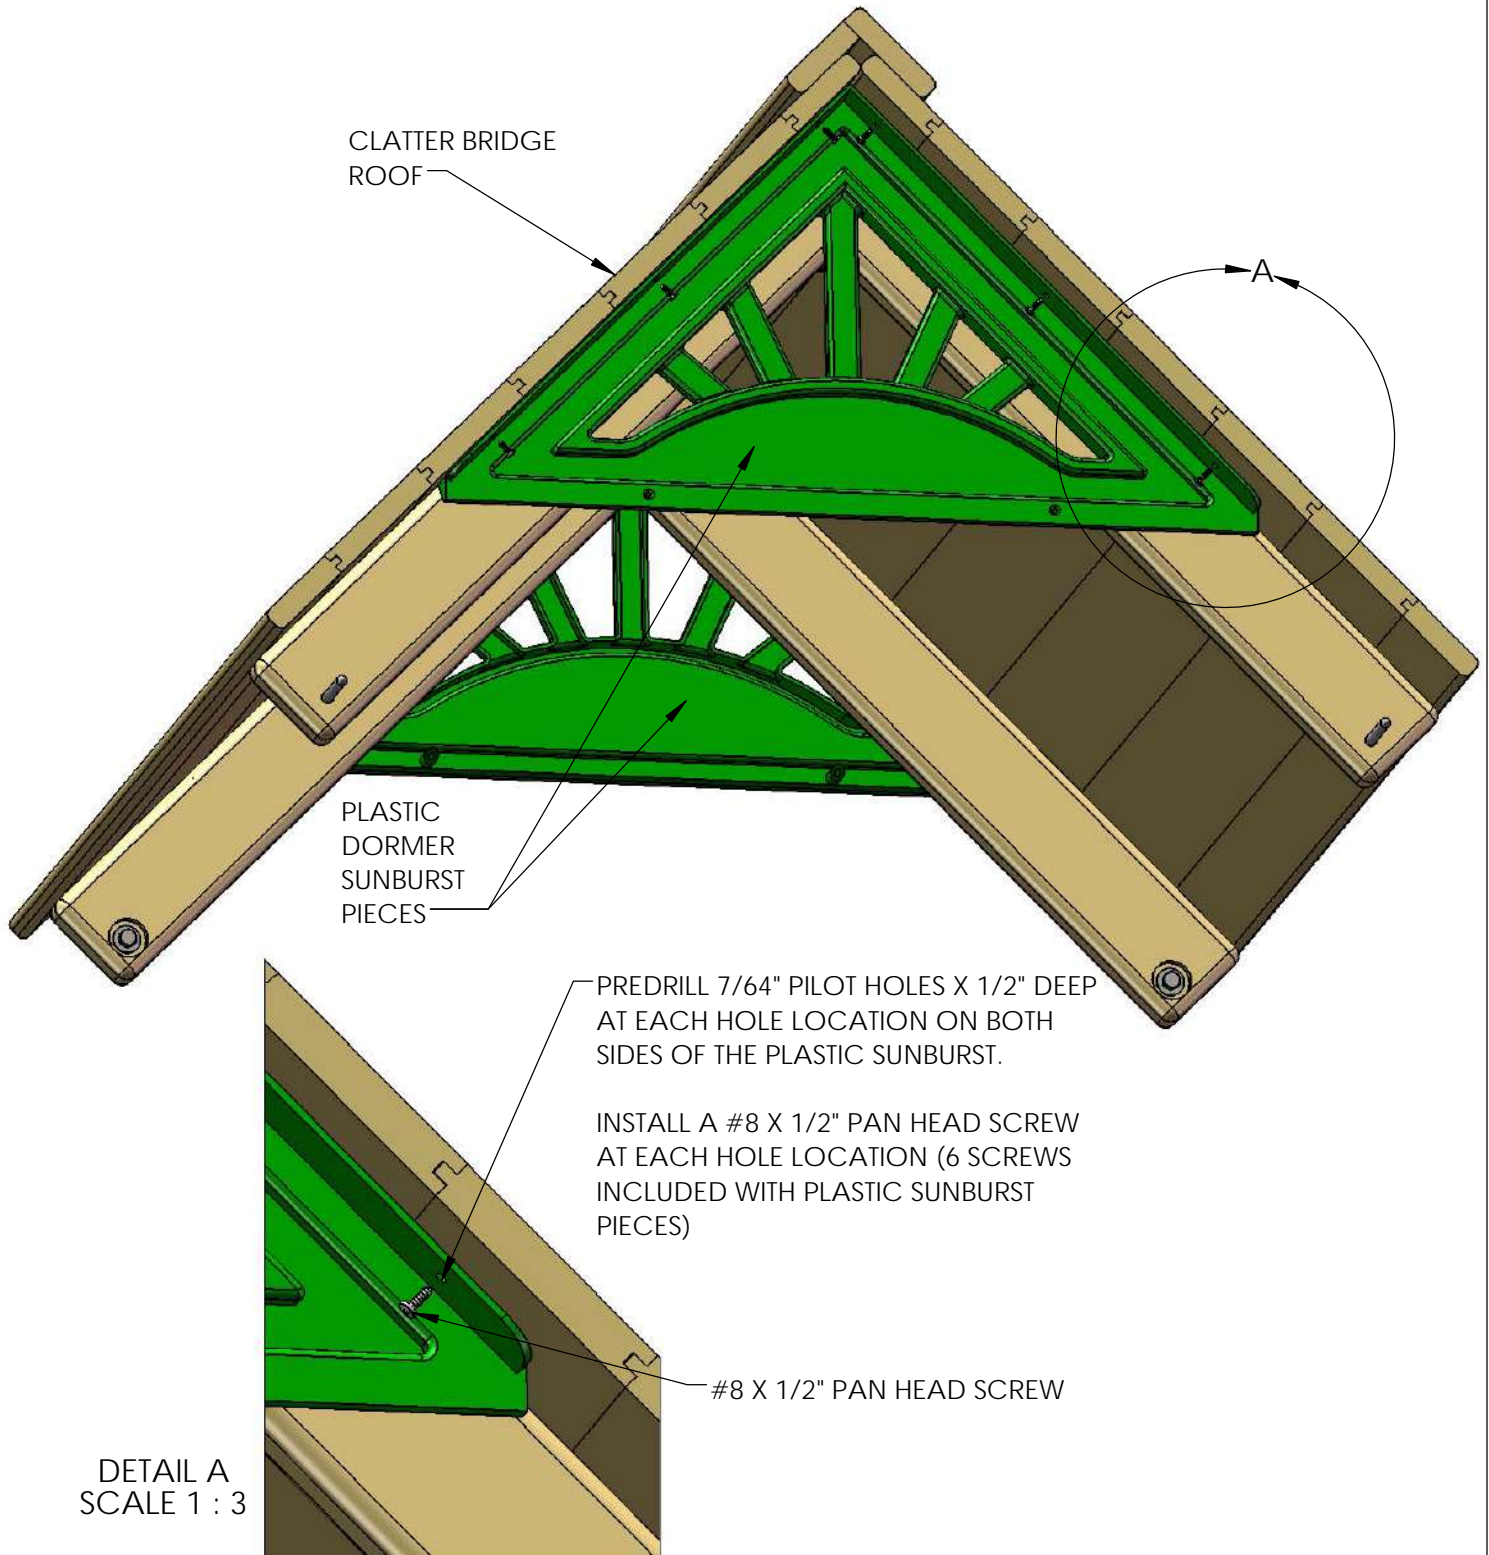 CLATTER BRIDGE
ROOF
A
PLASTIC
DORMER
SUNBURST
PIECES
PREDRILL 7/64" PILOT HOLES X 1/2" DEEP
AT EACH HOLE LOCATION ON BOTH
SIDES OF THE PLASTIC SUNBURST.
INSTALL A #8 X 1/2" PAN HEAD SCREW
AT EACH HOLE LOCATION (6 SCREWS
INCLUDED WITH PLASTIC SUNBURST
PIECES)
#8 X 1/2" PAN HEAD SCREW
DETAIL A
SCALE 1 : 3